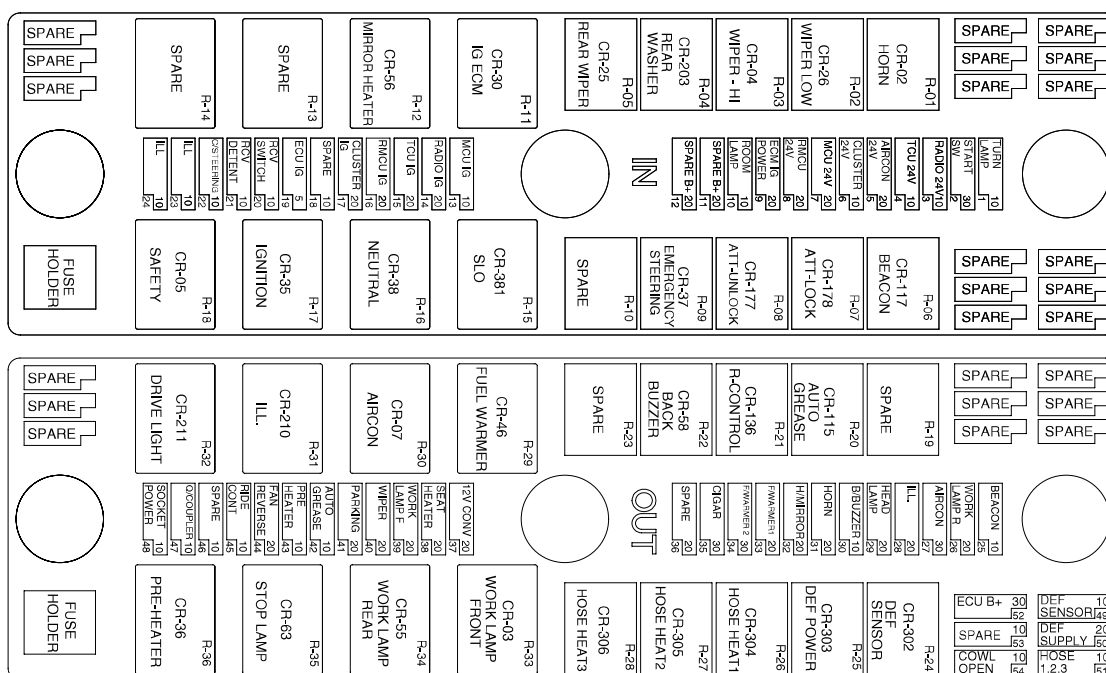 SPARE
SPARE
SPARE
SPARE
R-14
SPARE
R-13
CR-56
MIRROR HEATER
R-12
CR-30
IG ECM
R-11
CR-25
REAR WIPER
R-05
CR-203
REAR
WASHER
R-04
CR-04
WIPER - HI
R-03
CR-26
WIPER LOW
R-02
CR-02
HORN
R-01
SPARE
SPARE
SPARE
SPARE
SPARE
SPARE
ILL
10
24
ILL
10
23
C/STEERING
10
22
RCV
DETENT
10
21
RCV
SWITCH
10
20
ECU IG
5
19
SPARE
10
18
CLUSTER
IG
20
17
RMCU IG
20
16
TCU IG
20
15
RADIO IG
20
14
MCU IG
10
13
IN
SPARE B+
20
12
SPARE B+
20
11
ROOM
LAMP
10
10
ECM IG
POWER
20
9
RMCU
24V
20
8
MCU 24V
20
7
CLUSTER
24V
10
6
AIRCON
24V
20
5
TCU 24V
10
4
RADIO 24V
10
3
START
SW
30
2
TURN
LAMP
10
1
FUSE
HOLDER
CR-05
SAFETY
R-18
CR-35
IGNITION
R-17
CR-38
NEUTRAL
R-16
CR-381
SLO
R-15
SPARE
R-10
CR-37
EMERGENCY
STEERING
R-09
CR-177
ATT-UNLOCK
R-08
CR-178
ATT-LOCK
R-07
CR-117
BEACON
R-06
SPARE
SPARE
SPARE
SPARE
SPARE
SPARE
SPARE
SPARE
SPARE
CR-211
DRIVE LIGHT
R-32
CR-210
ILL.
R-31
CR-07
AIRCON
R-30
CR-46
FUEL WARMER
R-29
SPARE
R-23
CR-58
BACK
BUZZER
R-22
CR-136
R-CONTROL
R-21
CR-115
AUTO
GREASE
R-20
SPARE
R-19
SPARE
SPARE
SPARE
SPARE
SPARE
SPARE
SOCKET
POWER
10
48
Q/COUPLER
10
47
SPARE
10
46
RIDE
CONT
10
45
FAN
REVERSE
20
44
PRE
HEATER
10
43
AUTO
GREASE
10
42
PARKING
20
41
WIPER
20
40
WORK
LAMP F
20
39
SEAT
HEATER
20
38
12V CONV
20
37
OUT
SPARE
20
36
CIGAR
30
35
F/WARMER 2
30
34
F/WARMER1
20
33
H/MIRROR
20
32
HORN
20
31
B/BUZZER
10
30
HEAD
LAMP
20
29
ILL
20
28
AIRCON
30
27
WORK
LAMP R
20
26
BEACON
10
25
FUSE
HOLDER
CR-36
PRE-HEATER
R-36
CR-63
STOP LAMP
R-35
CR-55
WORK LAMP
REAR
R-34
CR-03
WORK LAMP
FRONT
R-33
CR-306
HOSE HEAT3
R-28
CR-305
HOSE HEAT2
R-27
CR-304
HOSE HEAT1
R-26
CR-303
DEF POWER
R-25
CR-302
DEF
SENSOR
R-24
ECU B+
30
52
DEF
SENSOR
10
49
SPARE
10
53
DEF
SUPPLY
20
50
COWL
OPEN
10
54
HOSE
1,2,3
10
51